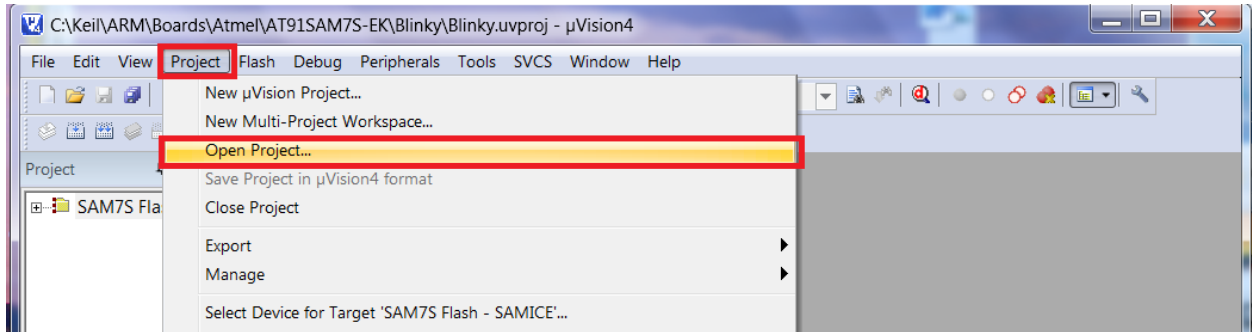 C:\Keil\ARM\Boards\Atmel\AT91SAM7S-EK\Blinky\Blinky.uvproj - µVision4
File Edit View Project Flash Debug Peripherals Tools SVCS Window Help
New µVision Project...
New Multi-Project Workspace...
Open Project...
Project
Save Project in µVision4 format
SAM7S Fla
Close Project
Export
Manage
Select Device for Target 'SAM7S Flash - SAMICE'...